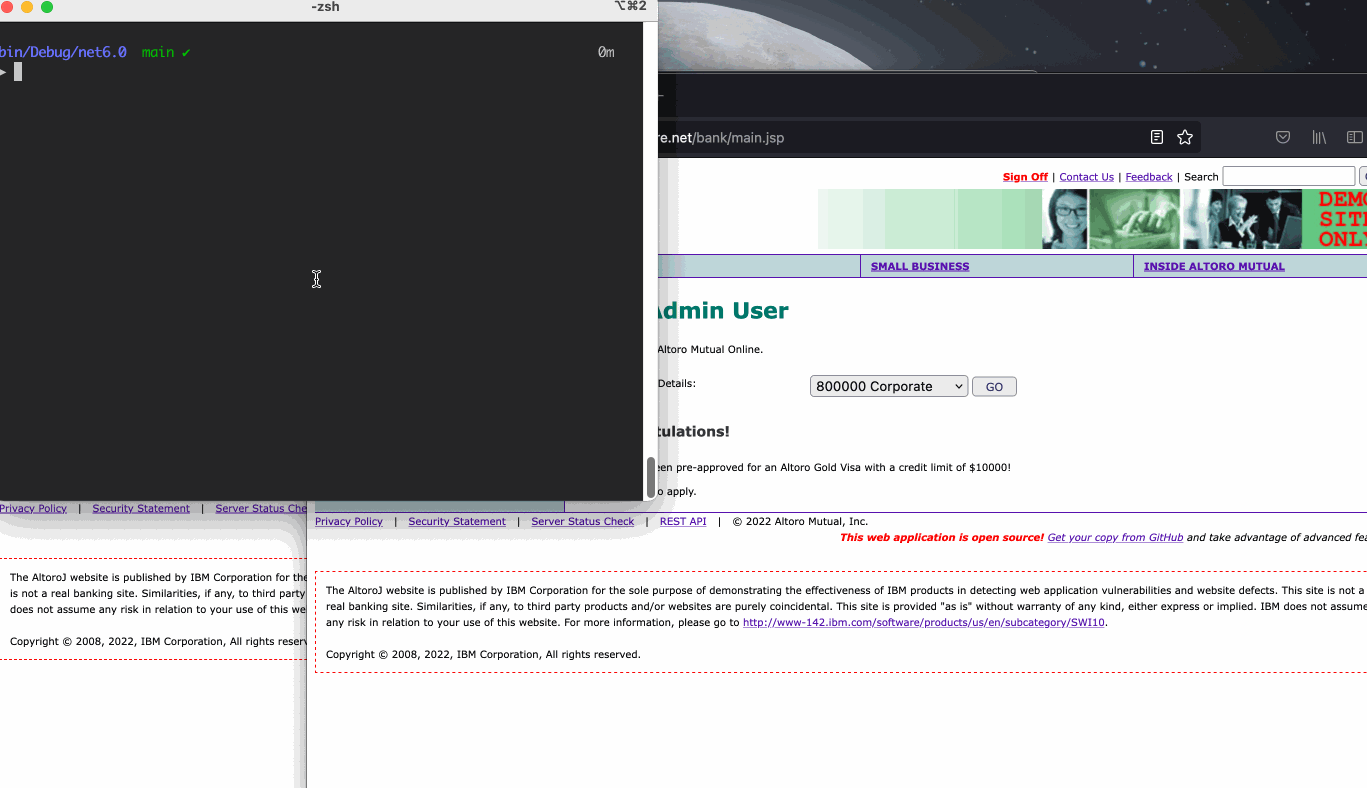 -zsh
⌥⌘2
bin/Debug/net6.0 main ✔ 0m
re.net/bank/main.jsp
Sign Off | Contact Us | Feedback | Search
DEMO
SITE
ONLY
SMALL BUSINESS
INSIDE ALTORO MUTUAL
Admin User
Altoro Mutual Online.
Details:
800000 Corporate
GO
tulations!
een pre-approved for an Altoro Gold Visa with a credit limit of $10000!
to apply.
Privacy Policy | Security Statement | Server Status Che
Privacy Policy | Security Statement | Server Status Check | REST API | © 2022 Altoro Mutual, Inc.
This web application is open source! Get your copy from GitHub and take advantage of advanced fea
The AltoroJ website is published by IBM Corporation for the
is not a real banking site. Similarities, if any, to third party
does not assume any risk in relation to your use of this we
Copyright © 2008, 2022, IBM Corporation, All rights reserv
The AltoroJ website is published by IBM Corporation for the sole purpose of demonstrating the effectiveness of IBM products in detecting web application vulnerabilities and website defects. This site is not a
real banking site. Similarities, if any, to third party products and/or websites are purely coincidental. This site is provided "as is" without warranty of any kind, either express or implied. IBM does not assume
any risk in relation to your use of this website. For more information, please go to http://www-142.ibm.com/software/products/us/en/subcategory/SWI10.
Copyright © 2008, 2022, IBM Corporation, All rights reserved.